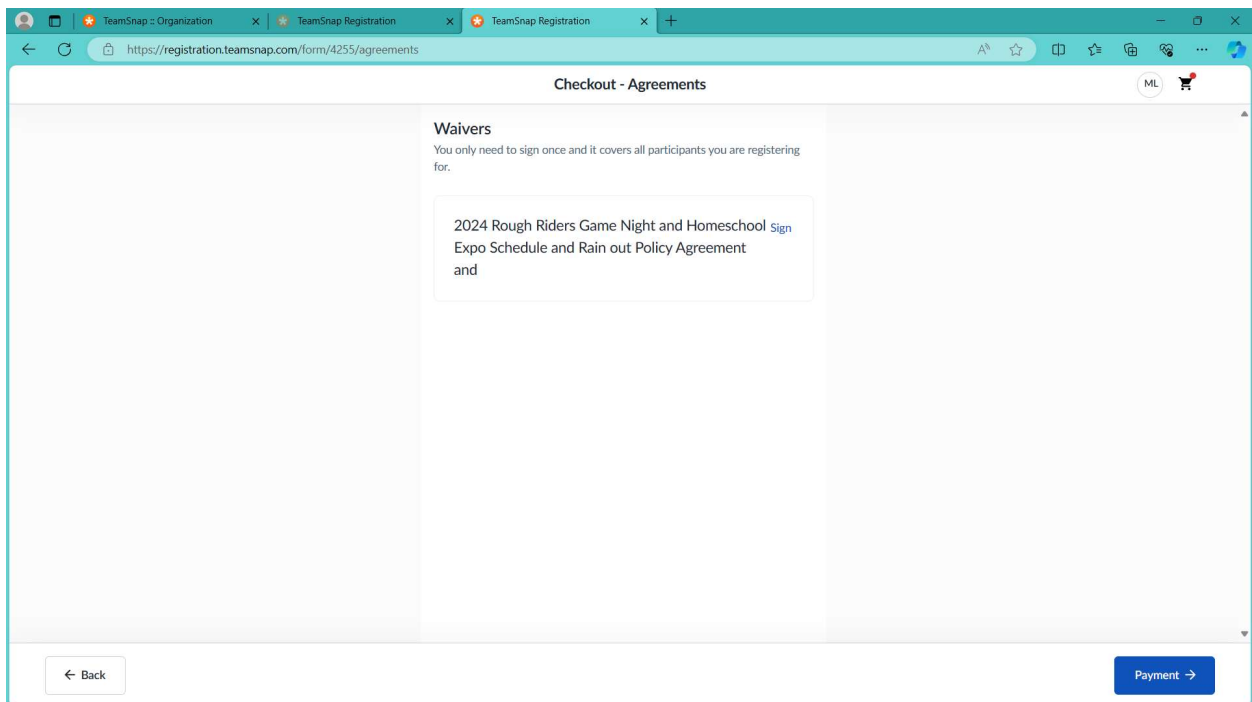 TeamSnap :: Organization
TeamSnap Registration
TeamSnap Registration
https://registration.teamsnap.com/form/4255/agreements
Checkout - Agreements
ML
Waivers
You only need to sign once and it covers all participants you are registering
for.
2024 Rough Riders Game Night and Homeschool Sign
Expo Schedule and Rain out Policy Agreement
and
← Back
Payment →